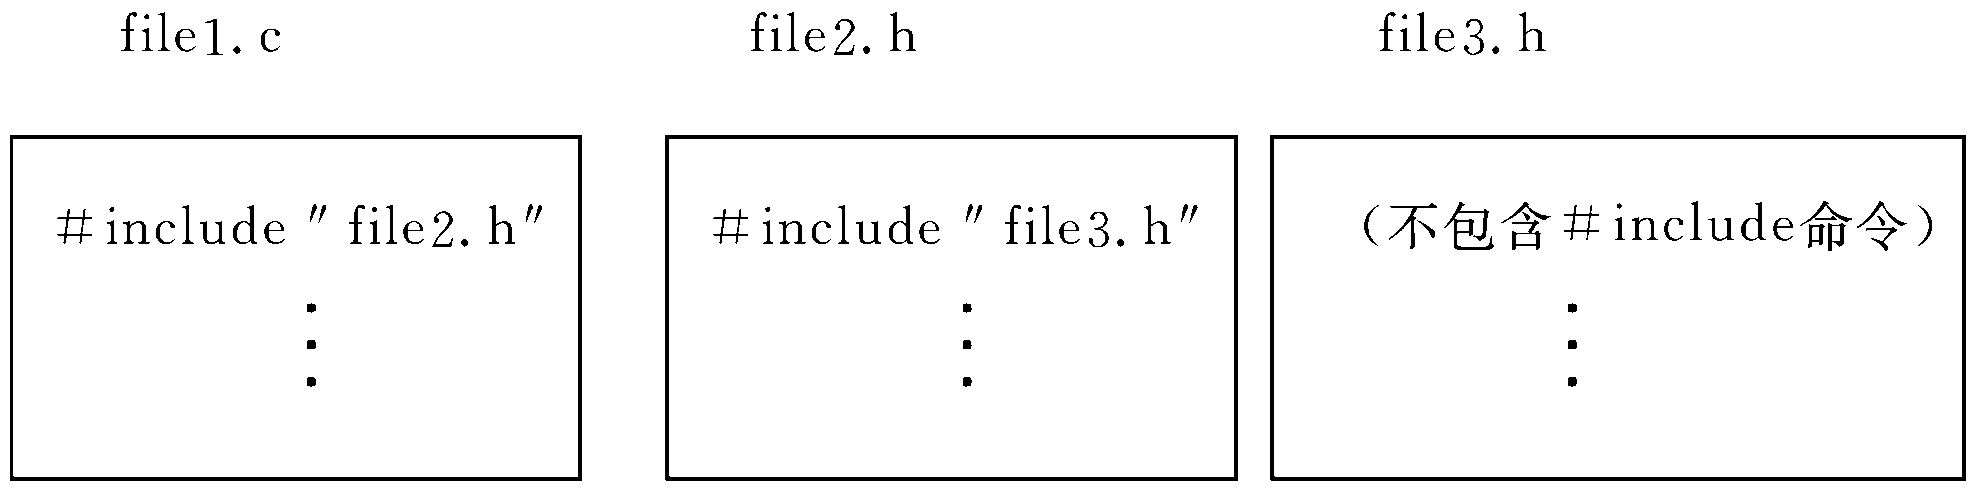 file1. c
file2. h
file3. h
#include ″ file2. h″
#include ″ file3. h″
(不包含#include命令)